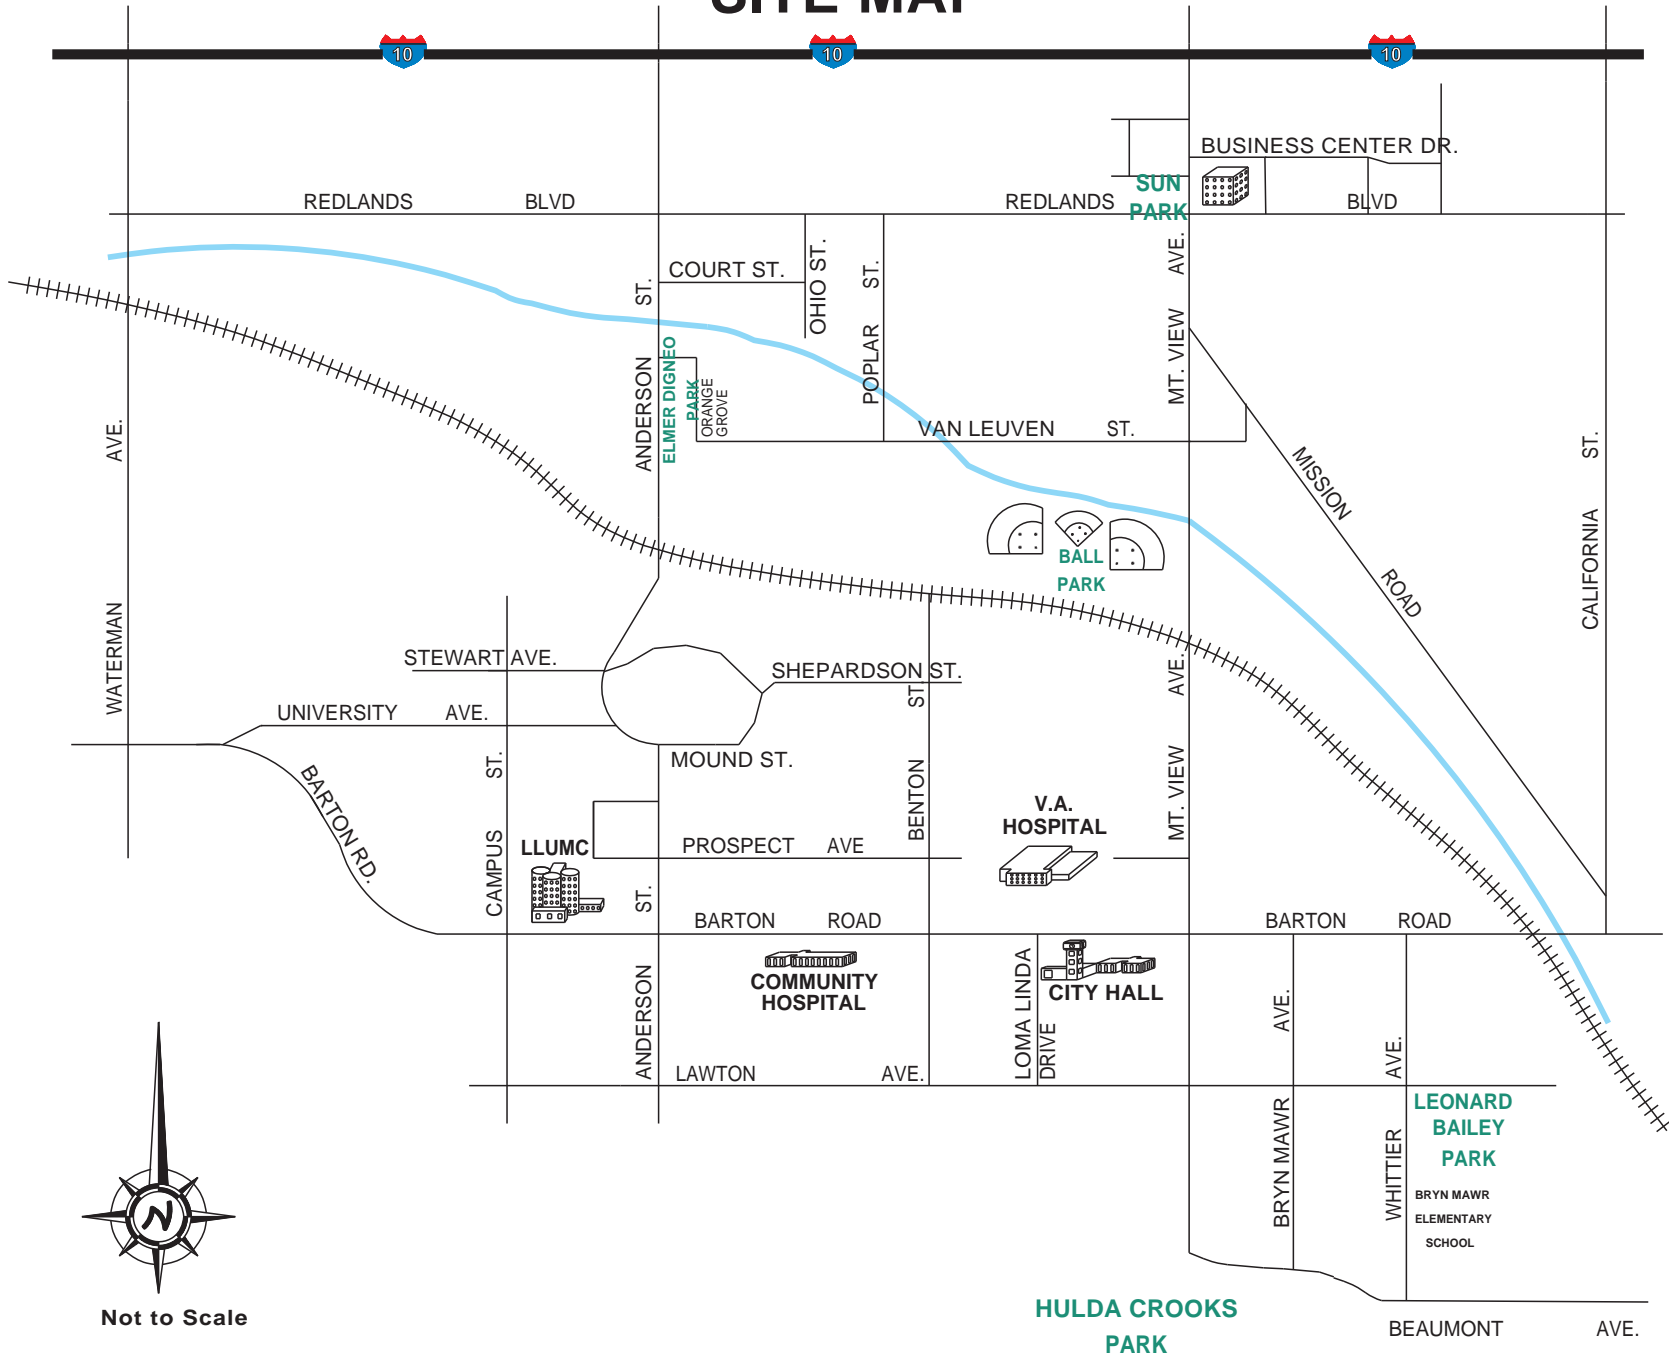 SITE MAP
10
10
10
BUSINESS CENTER DR.
SUN
PARK
REDLANDS BLVD
REDLANDS BLVD
COURT ST.
OHIO ST.
POPLAR ST.
MT. VIEW AVE.
ANDERSON ST.
ELMER DIGNEO
PARK
ORANGE
GROVE
VAN LEUVEN ST.
MISSION ROAD
CALIFORNIA ST.
WATERMAN AVE.
BALL
PARK
STEWART AVE.
SHEPARDSON ST.
UNIVERSITY AVE.
MOUND ST.
BARTON RD.
CAMPUS ST.
BENTON ST.
MT. VIEW AVE.
V.A.
HOSPITAL
LLUMC
PROSPECT AVE
ANDERSON ST.
BARTON ROAD
BARTON ROAD
COMMUNITY
HOSPITAL
LOMA LINDA
DRIVE
CITY HALL
LAWTON AVE.
BRYN MAWR AVE.
WHITTIER AVE.
LEONARD
BAILEY
PARK
BRYN MAWR
ELEMENTARY
SCHOOL
N
Not to Scale
HULDA CROOKS
PARK
BEAUMONT AVE.